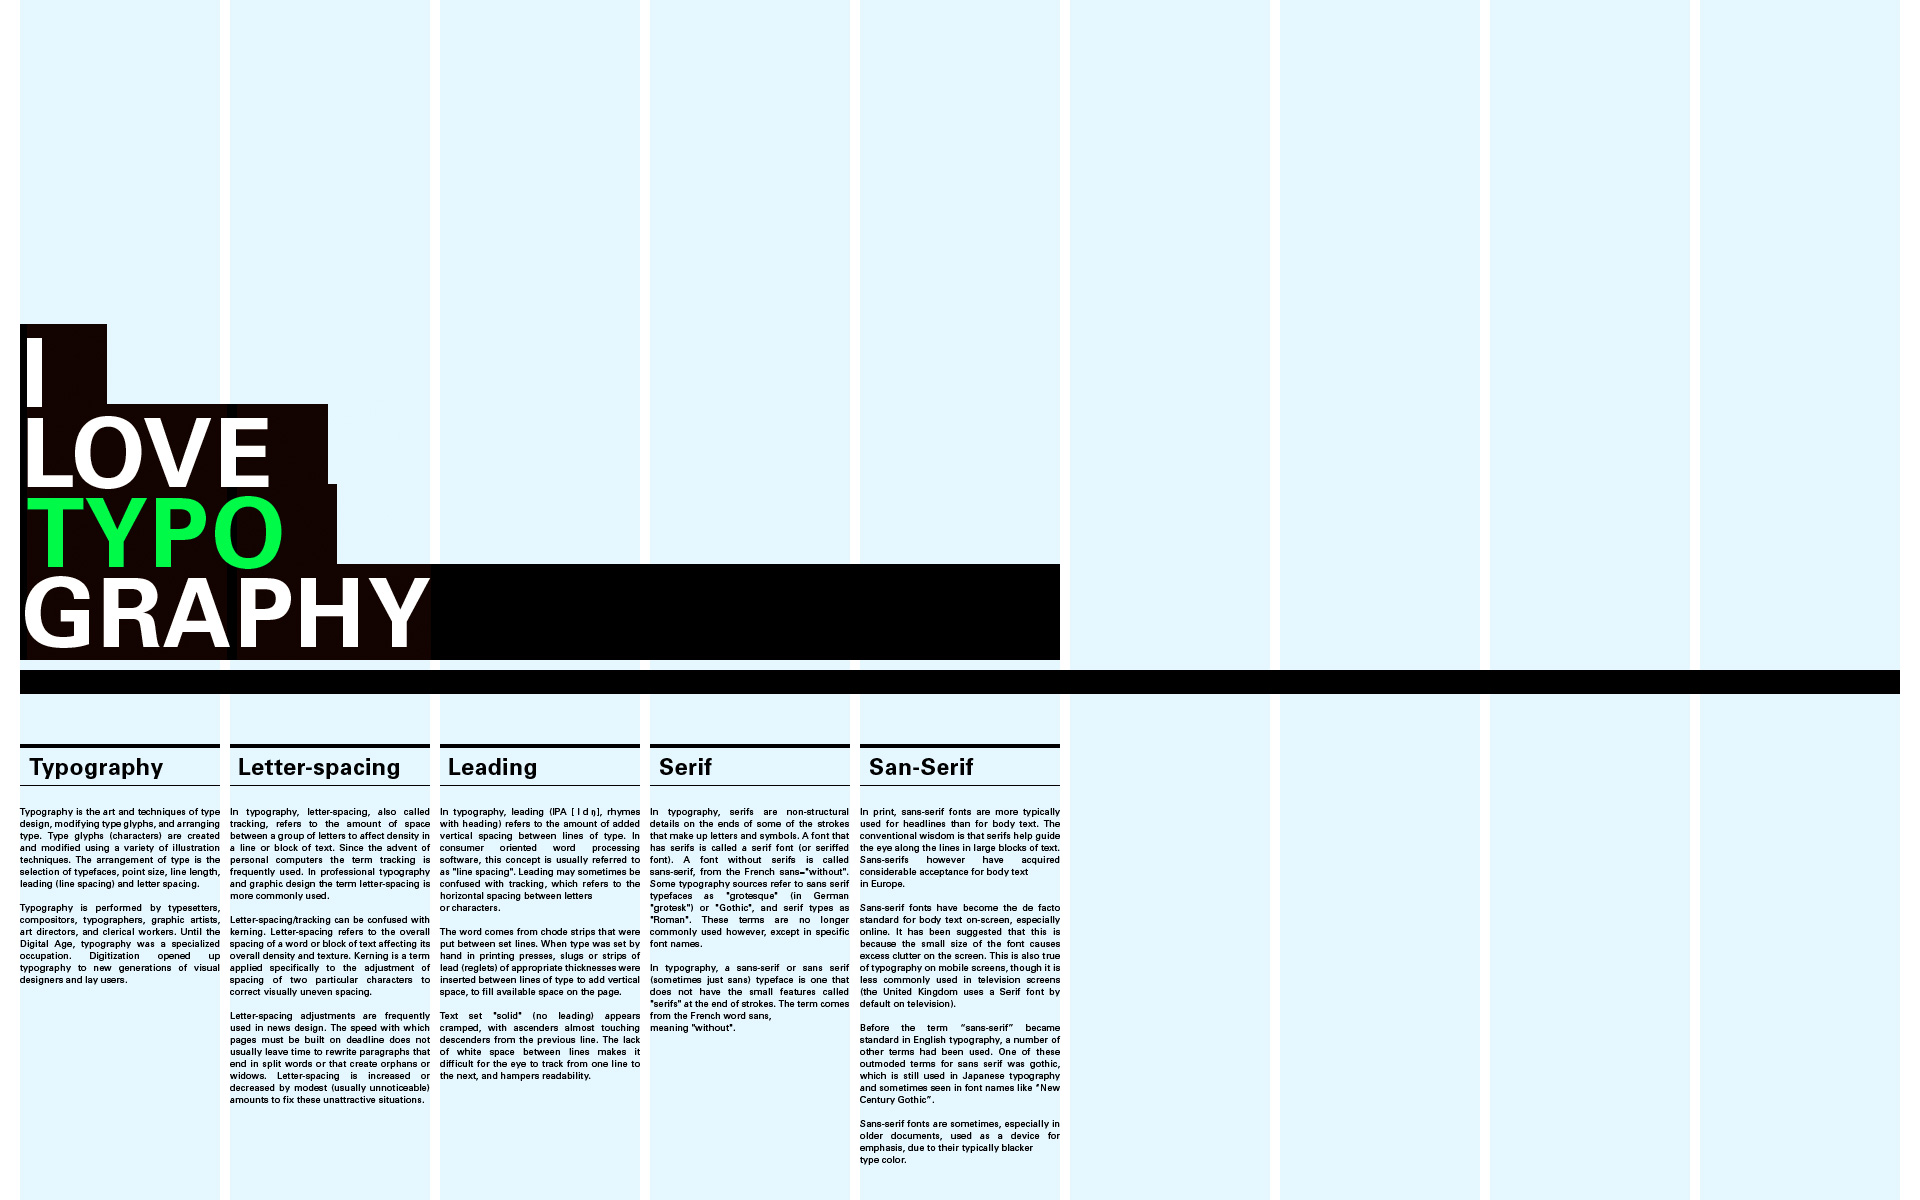 I
LOVE
TYPO
GRAPHY
Typography
Typography is the art and techniques of type
design, modifying type glyphs, and arranging
type. Type glyphs (characters) are created
and modified using a variety of illustration
techniques. The arrangement of type is the
selection of typefaces, point size, line length,
leading (line spacing) and letter spacing.
Typography is performed by typesetters,
compositors, typographers, graphic artists,
art directors, and clerical workers. Until the
Digital Age, typography was a specialized
occupation. Digitization opened up
typography to new generations of visual
designers and lay users.
Letter-spacing
In typography, letter-spacing, also called
tracking, refers to the amount of space
between a group of letters to affect density in
a line or block of text. Since the advent of
personal computers the term tracking is
frequently used. In professional typography
and graphic design the term letter-spacing is
more commonly used.
Letter-spacing/tracking can be confused with
kerning. Letter-spacing refers to the overall
spacing of a word or block of text affecting its
overall density and texture. Kerning is a term
applied specifically to the adjustment of
spacing of two particular characters to
correct visually uneven spacing.
Letter-spacing adjustments are frequently
used in news design. The speed with which
pages must be built on deadline does not
usually leave time to rewrite paragraphs that
end in split words or that create orphans or
widows. Letter-spacing is increased or
decreased by modest (usually unnoticeable)
amounts to fix these unattractive situations.
Leading
In typography, leading (IPA [ l d ŋ], rhymes
with heading) refers to the amount of added
vertical spacing between lines of type. In
consumer oriented word processing
software, this concept is usually referred to
as "line spacing". Leading may sometimes be
confused with tracking, which refers to the
horizontal spacing between letters
or characters.
The word comes from chode strips that were
put between set lines. When type was set by
hand in printing presses, slugs or strips of
lead (reglets) of appropriate thicknesses were
inserted between lines of type to add vertical
space, to fill available space on the page.
Text set "solid" (no leading) appears
cramped, with ascenders almost touching
descenders from the previous line. The lack
of white space between lines makes it
difficult for the eye to track from one line to
the next, and hampers readability.
Serif
In typography, serifs are non-structural
details on the ends of some of the strokes
that make up letters and symbols. A font that
has serifs is called a serif font (or seriffed
font). A font without serifs is called
sans-serif, from the French sans="without".
Some typography sources refer to sans serif
typefaces as "grotesque" (in German
"grotesk") or "Gothic", and serif types as
"Roman". These terms are no longer
commonly used however, except in specific
font names.
In typography, a sans-serif or sans serif
(sometimes just sans) typeface is one that
does not have the small features called
"serifs" at the end of strokes. The term comes
from the French word sans,
meaning "without".
San-Serif
In print, sans-serif fonts are more typically
used for headlines than for body text. The
conventional wisdom is that serifs help guide
the eye along the lines in large blocks of text.
Sans-serifs however have acquired
considerable acceptance for body text
in Europe.
Sans-serif fonts have become the de facto
standard for body text on-screen, especially
online. It has been suggested that this is
because the small size of the font causes
excess clutter on the screen. This is also true
of typography on mobile screens, though it is
less commonly used in television screens
(the United Kingdom uses a Serif font by
default on television).
Before the term “sans-serif” became
standard in English typography, a number of
other terms had been used. One of these
outmoded terms for sans serif was gothic,
which is still used in Japanese typography
and sometimes seen in font names like “New
Century Gothic”.
Sans-serif fonts are sometimes, especially in
older documents, used as a device for
emphasis, due to their typically blacker
type color.